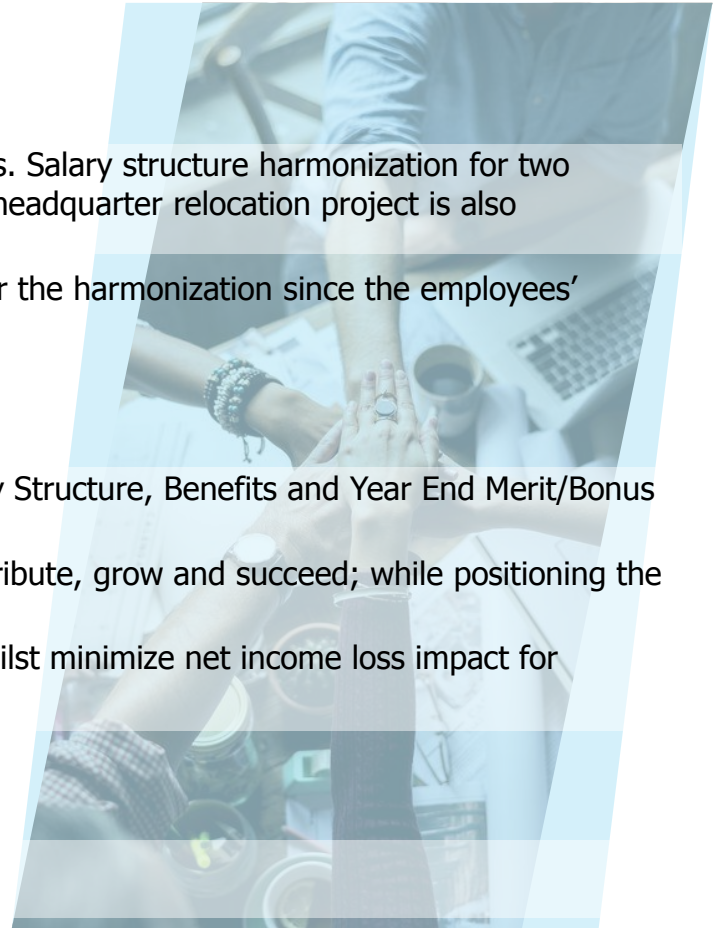 s. Salary structure harmonization for two
headquarter relocation project is also
r the harmonization since the employees’
y Structure, Benefits and Year End Merit/Bonus
ribute, grow and succeed; while positioning the
ilst minimize net income loss impact for